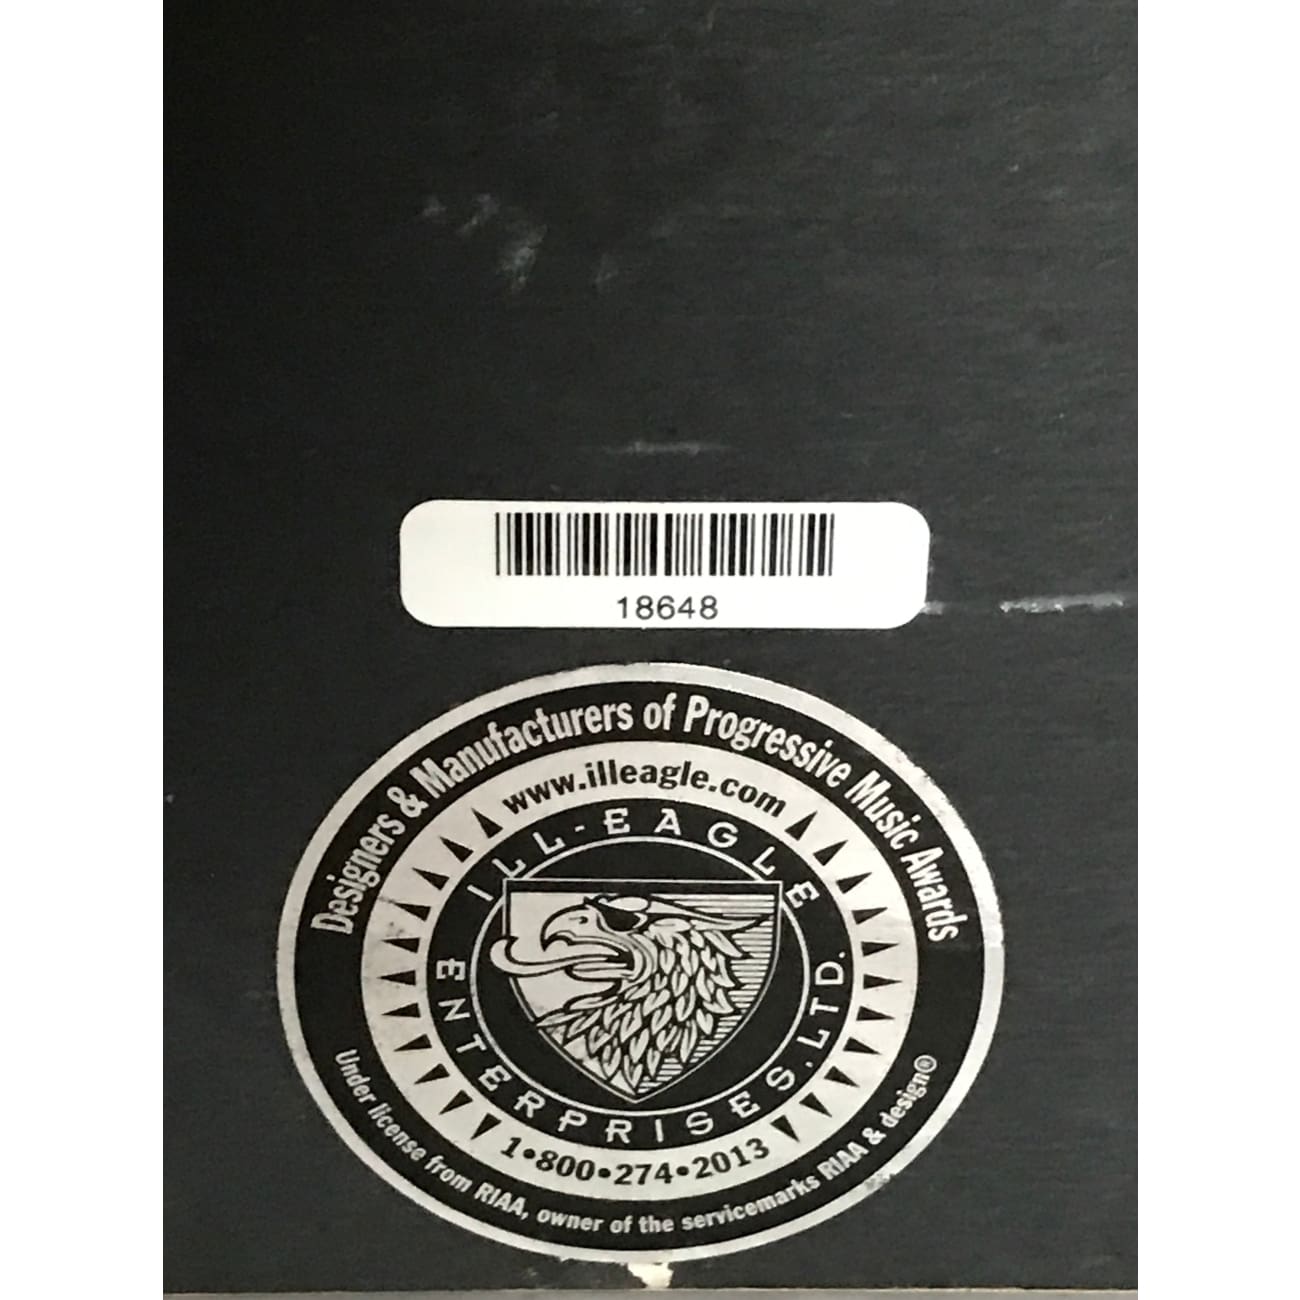 18648
Designers & Manufacturers of Progressive Music Awards
www.illeagle.com
ILL-EAGLE
ENTERPRISES, LTD.
1•800•274•2013
Under license from RIAA, owner of the servicemarks RIAA & design®